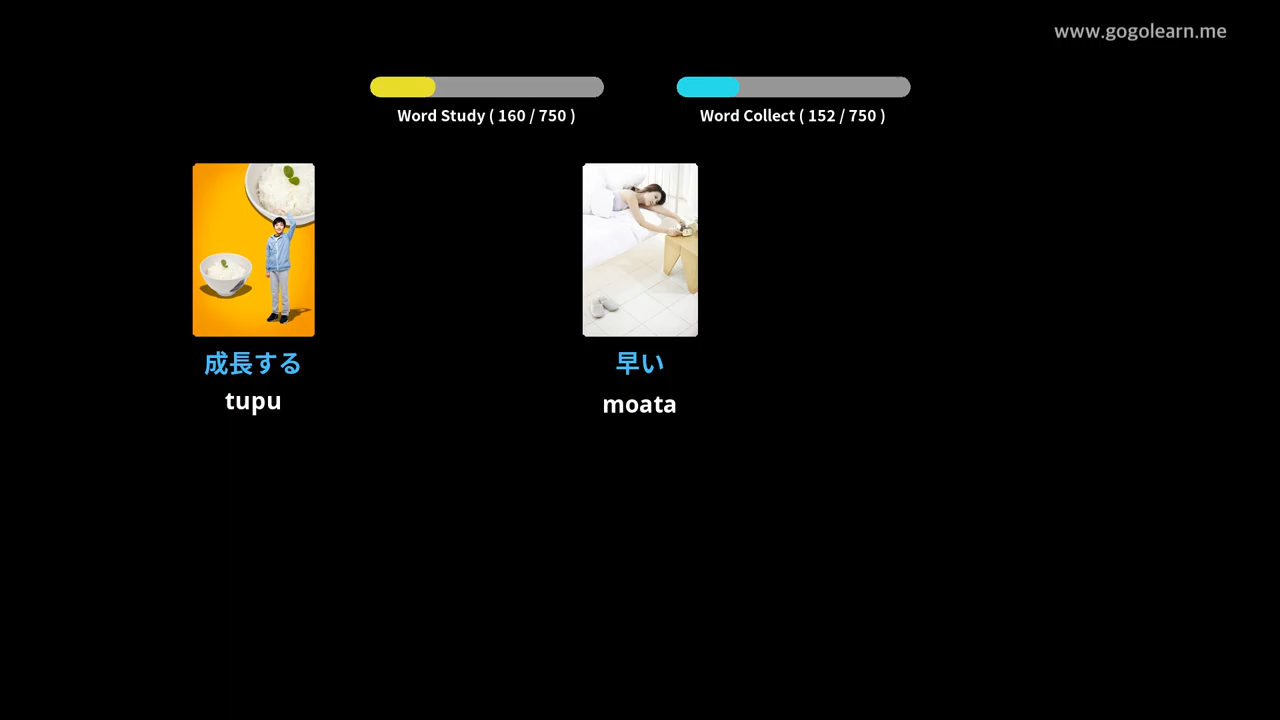 www.gogolearn.me
Word Study ( 160 / 750 )
Word Collect ( 152 / 750 )
成長する
tupu
早い
moata